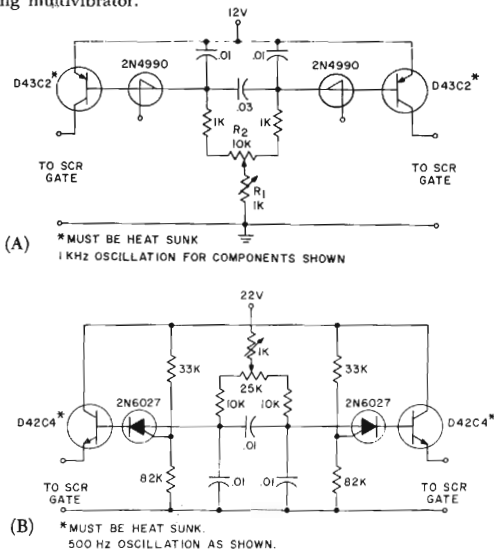 ng multivibrator.
12V
.01 .01
D43C2* 2N4990 2N4990 D43C2*
.03
1K 1K
R2
10K
R1
1K
TO SCR GATE
TO SCR GATE
(A)
*MUST BE HEAT SUNK
1 KHz OSCILLATION FOR COMPONENTS SHOWN
22V
1K
33K 33K
25K
2N6027 10K 10K 2N6027
D42C4* D42C4*
.01
82K .01 .01 82K
TO SCR GATE
TO SCR GATE
(B)
*MUST BE HEAT SUNK.
500 Hz OSCILLATION AS SHOWN.